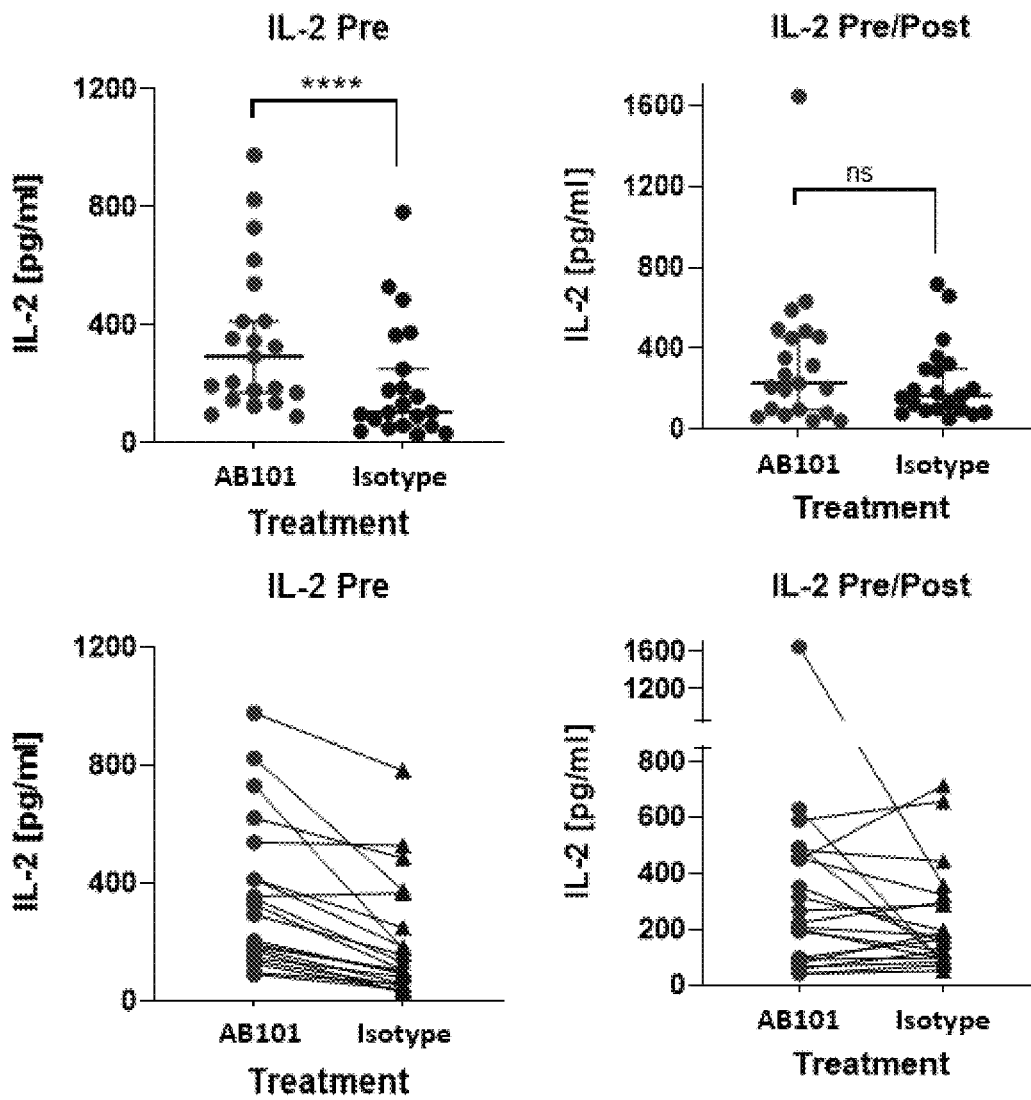 IL-2 Pre
1200
800
400
0
IL-2 [pg/ml]
****
AB101
Isotype
Treatment
IL-2 Pre/Post
1600
1200
800
400
0
IL-2 [pg/ml]
ns
AB101
Isotype
Treatment
IL-2 Pre
1200
800
400
0
IL-2 [pg/ml]
AB101
Isotype
Treatment
IL-2 Pre/Post
1600
1200
800
600
400
200
0
IL-2 [pg/ml]
AB101
Isotype
Treatment